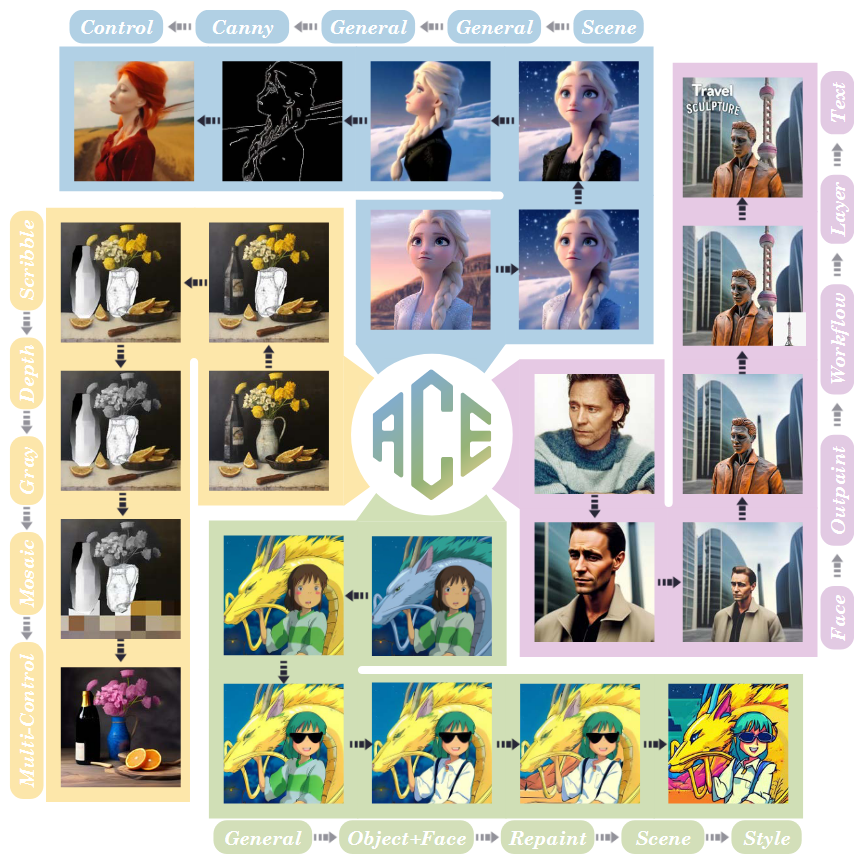 Control
Canny
General
General
Scene
Travel
SCULPTURE
Text
Layer
Workflow
Outpaint
Face
Scribble
Depth
Gray
Mosaic
Multi-Control
ACE
General
Object+Face
Repaint
Scene
Style